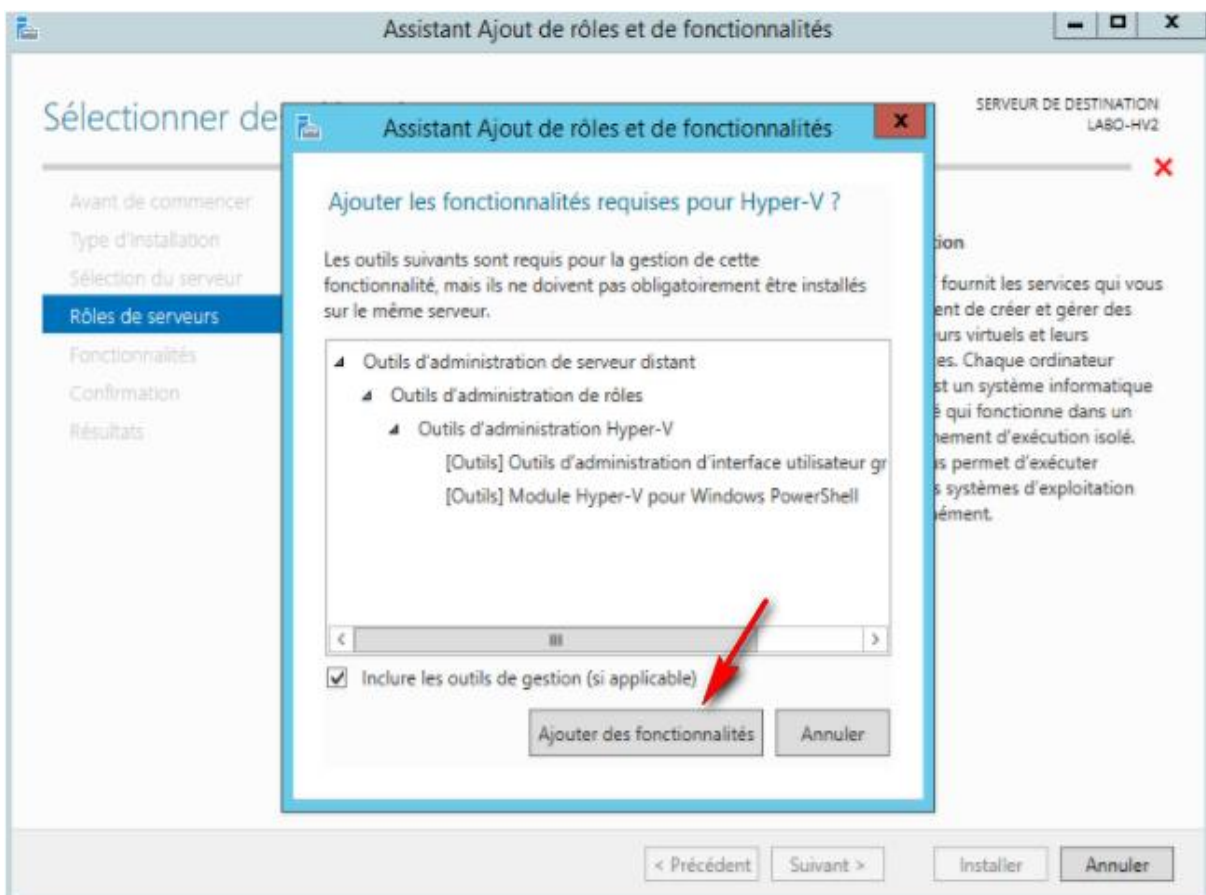 Assistant Ajout de rôles et de fonctionnalités
Sélectionner de
SERVEUR DE DESTINATION
LABO-HV2
Avant de commencer
Type d'installation
Sélection du serveur
Rôles de serveurs
Fonctionnalités
Confirmation
Résultats
Assistant Ajout de rôles et de fonctionnalités
Ajouter les fonctionnalités requises pour Hyper-V ?
Les outils suivants sont requis pour la gestion de cette
fonctionnalité, mais ils ne doivent pas obligatoirement être installés
sur le même serveur.
Outils d'administration de serveur distant
Outils d'administration de rôles
Outils d'administration Hyper-V
[Outils] Outils d'administration d'interface utilisateur gr
[Outils] Module Hyper-V pour Windows PowerShell
Inclure les outils de gestion (si applicable)
Ajouter des fonctionnalités
Annuler
tion
fournit les services qui vous
ent de créer et gérer des
urs virtuels et leurs
es. Chaque ordinateur
st un système informatique
é qui fonctionne dans un
nement d'exécution isolé.
us permet d'exécuter
s systèmes d'exploitation
nément.
< Précédent
Suivant >
Installer
Annuler